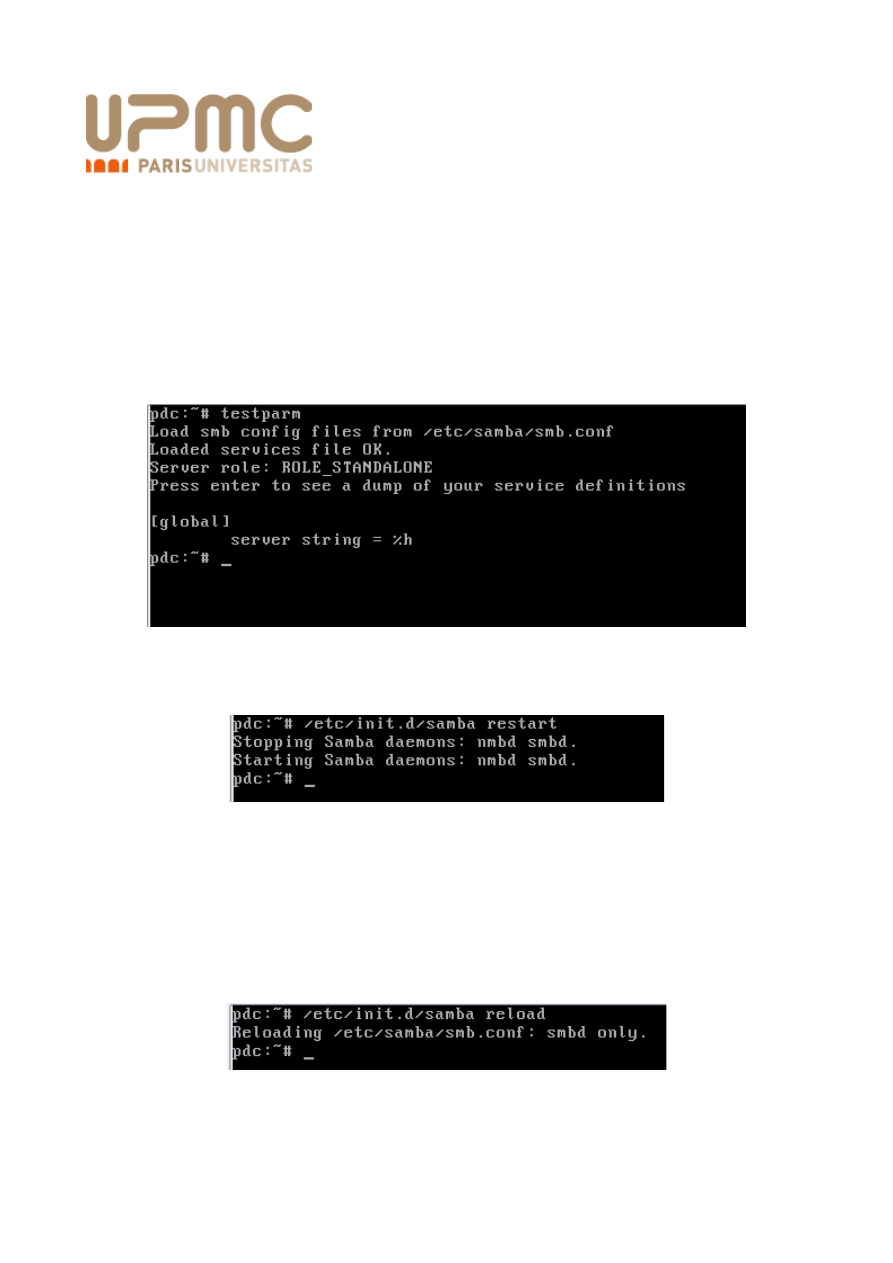 UPMC
PARISUNIVERSITAS
pdc:~# testparm
Load smb config files from /etc/samba/smb.conf
Loaded services file OK.
Server role: ROLE_STANDALONE
Press enter to see a dump of your service definitions
[global]
server string = %h
pdc:~# _
pdc:~# /etc/init.d/samba restart
Stopping Samba daemons: nmbd smbd.
Starting Samba daemons: nmbd smbd.
pdc:~# _
pdc:~# /etc/init.d/samba reload
Reloading /etc/samba/smb.conf: smbd only.
pdc:~# _